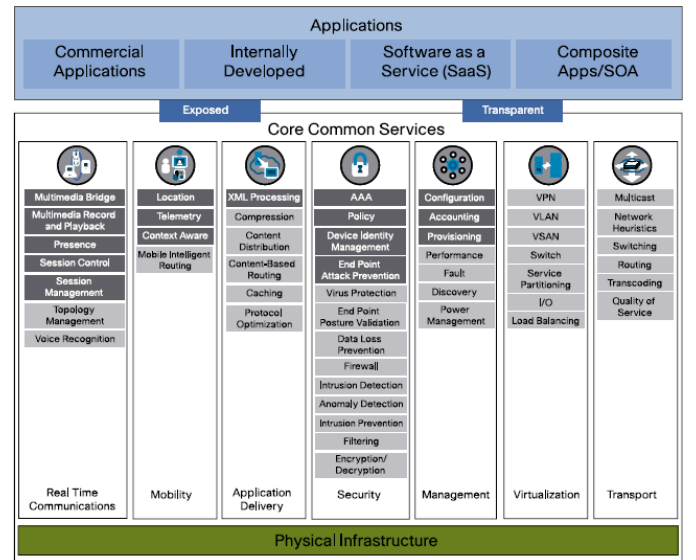 Applications
Commercial
Applications
Internally
Developed
Software as a
Service (SaaS)
Composite
Apps/SOA
Exposed
Transparent
Core Common Services
Multimedia Bridge
Multimedia Record
and Playback
Presence
Session Control
Session
Management
Topology
Management
Voice Recognition
Real Time
Communications
Location
Telemetry
Context Aware
Mobile Intelligent
Routing
Mobility
XML Processing
Compression
Content
Distribution
Content-Based
Routing
Caching
Protocol
Optimization
Application
Delivery
AAA
Policy
Device Identity
Management
End Point
Attack Prevention
Virus Protection
End Point
Posture Validation
Data Loss
Prevention
Firewall
Intrusion Detection
Anomaly Detection
Intrusion Prevention
Filtering
Encryption/
Decryption
Security
Configuration
Accounting
Provisioning
Performance
Fault
Discovery
Power
Management
Management
VPN
VLAN
VSAN
Switch
Service
Partitioning
I/O
Load Balancing
Virtualization
Multicast
Network
Heuristics
Switching
Routing
Transcoding
Quality of
Service
Transport
Physical Infrastructure